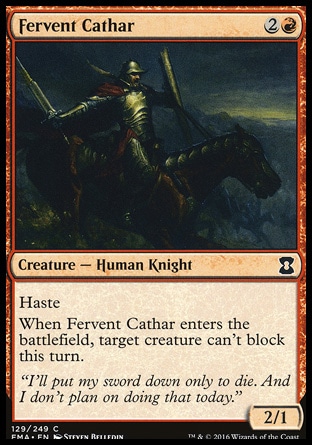 Fervent Cathar 2
Creature — Human Knight
Haste
When Fervent Cathar enters the
battlefield, target creature can't block
this turn.
"I'll put my sword down only to die. And
I don't plan on doing that today."
2/1
129/249 C
EMA • EN Steven Belledin
™ & © 2016 Wizards of the Coast